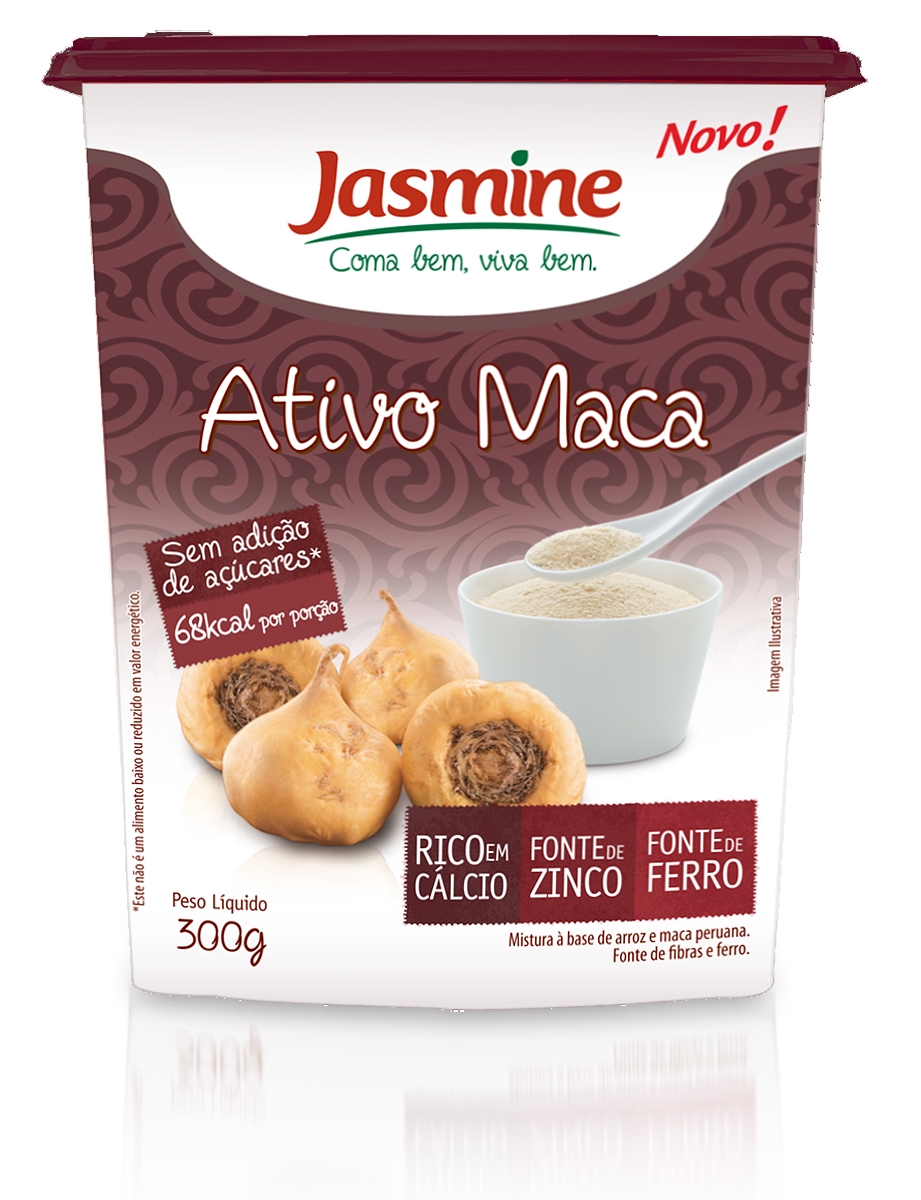 Novo!
Jasmine
Coma bem, viva bem.
Ativo Maca
Sem adição
de açúcares*
68kcal por porção
*Este não é um alimento baixo ou reduzido em valor energético.
Imagem Ilustrativa
RICO EM
CÁLCIO
FONTE DE
ZINCO
FONTE DE
FERRO
Peso Líquido
300g
Mistura à base de arroz e maca peruana.
Fonte de fibras e ferro.